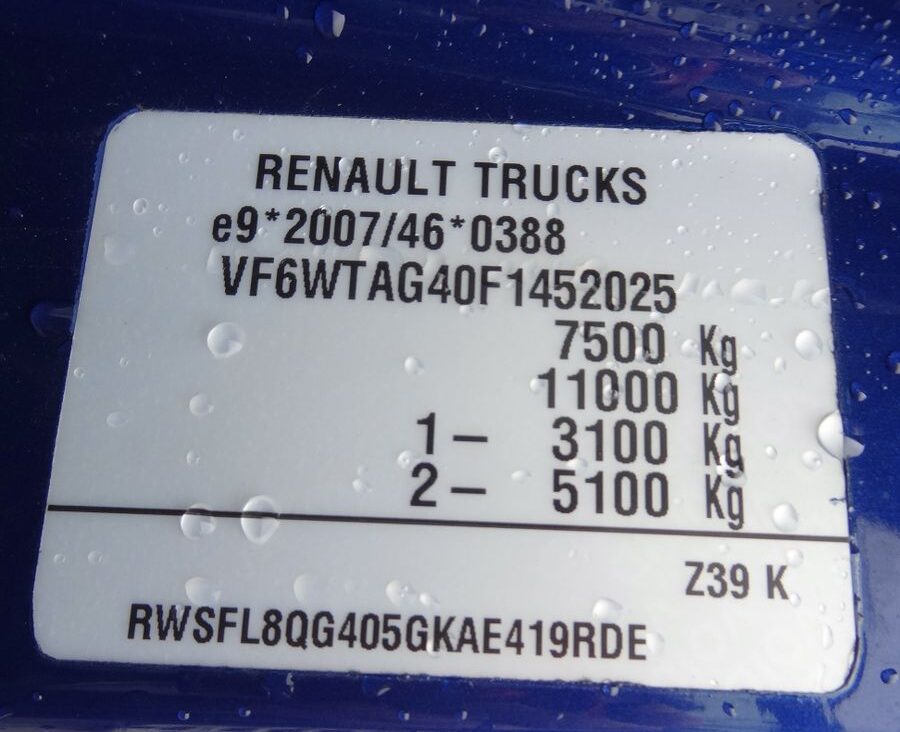 RENAULT TRUCKS
e9*2007/46*0388
VF6WTAG40F1452025
7500 Kg
11000 Kg
1 – 3100 Kg
2 – 5100 Kg
Z39 K
RWSFL8QG405GKAE419RDE